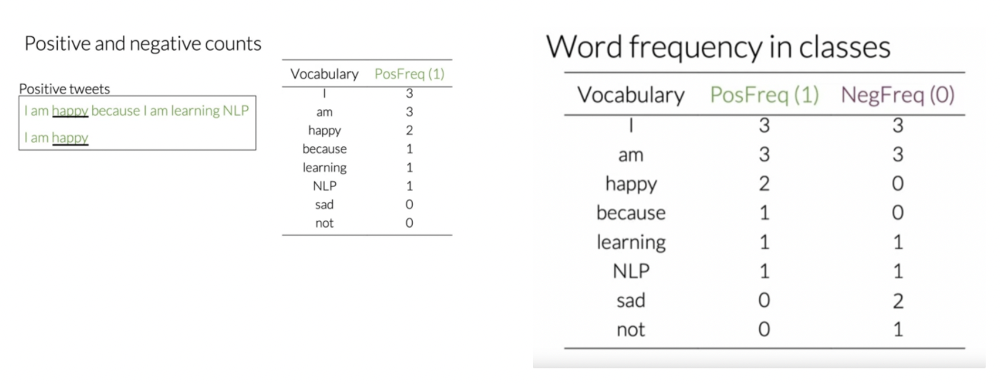 Positive and negative counts
Positive tweets
I am happy because I am learning NLP
I am happy
Vocabulary PosFreq (1)
I 3
am 3
happy 2
because 1
learning 1
NLP 1
sad 0
not 0
Word frequency in classes
Vocabulary PosFreq (1) NegFreq (0)
I 3 3
am 3 3
happy 2 0
because 1 0
learning 1 1
NLP 1 1
sad 0 2
not 0 1